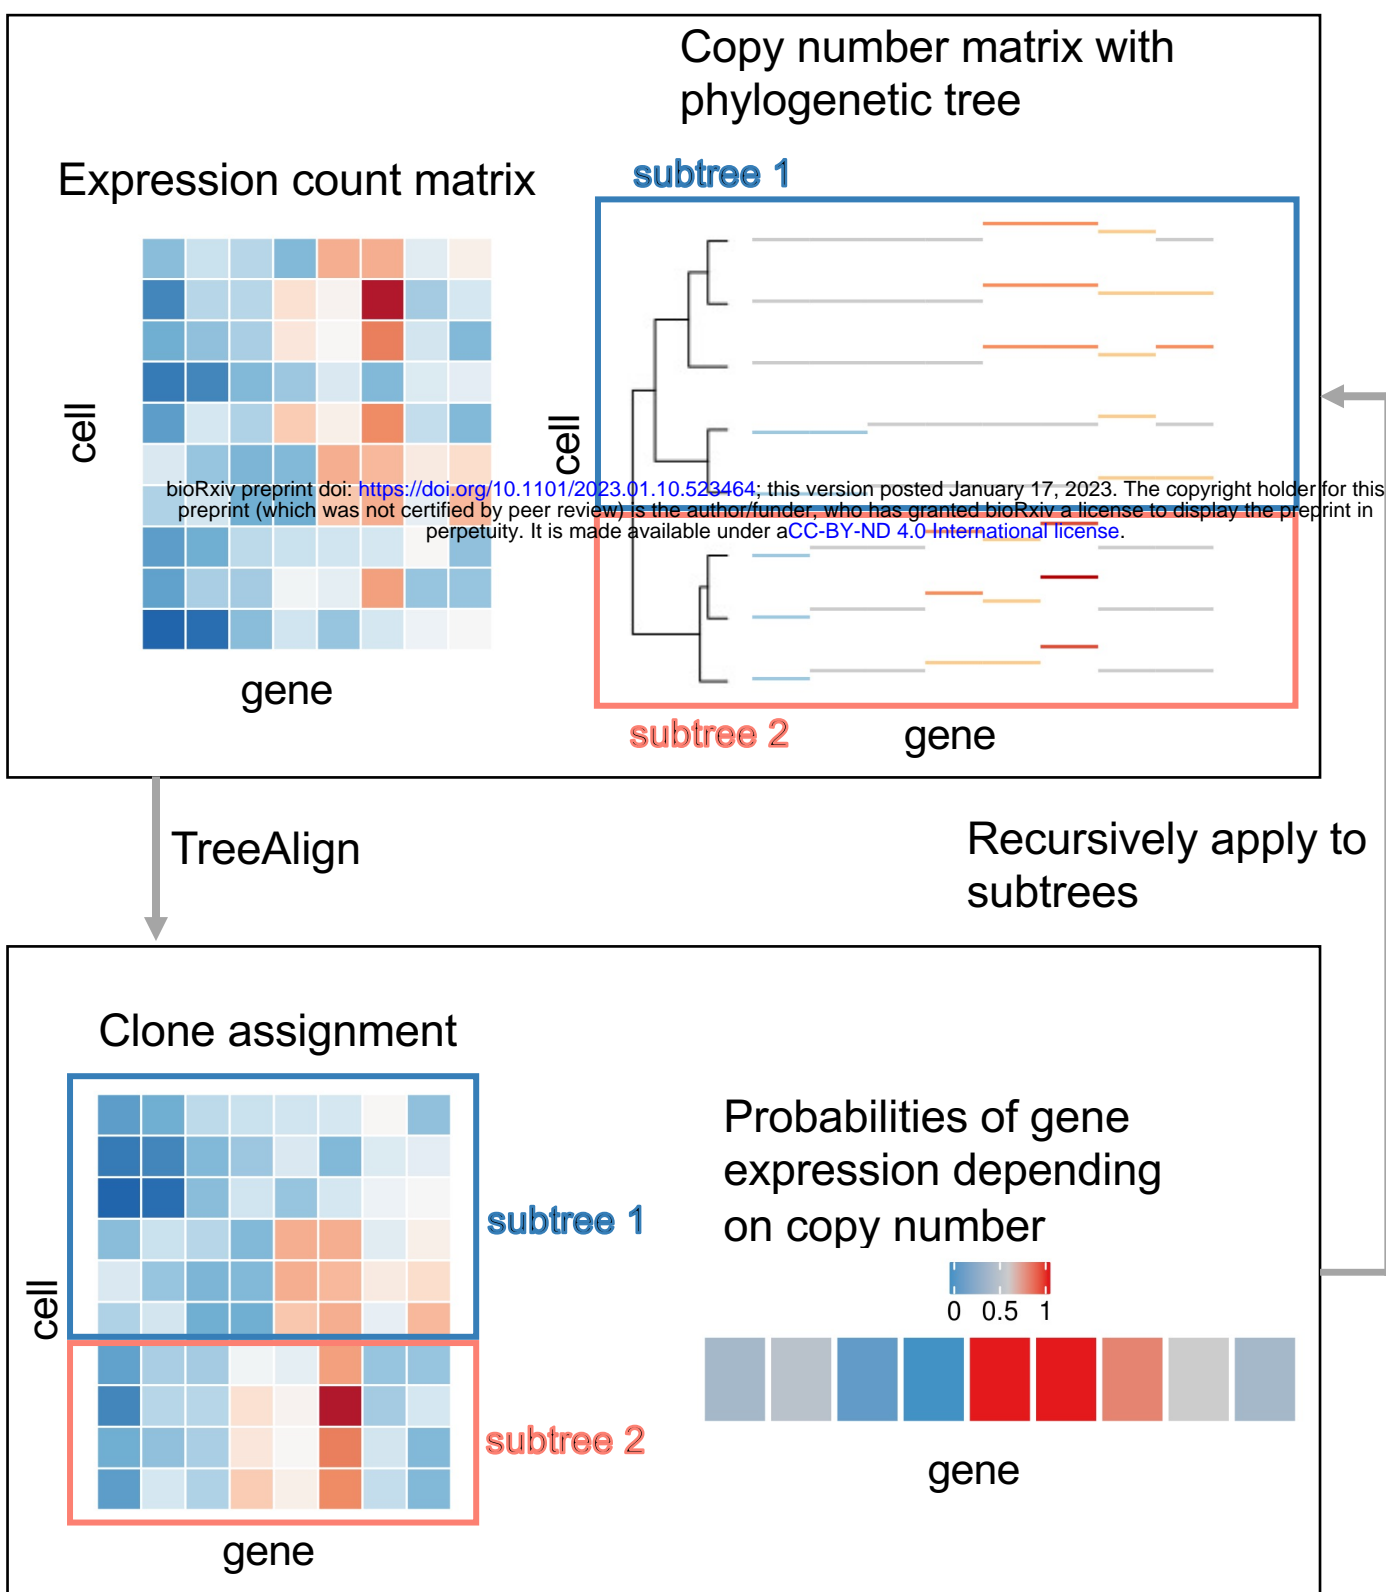 Copy number matrix with
phylogenetic tree
Expression count matrix
subtree 1
cell
cell
bioRxiv preprint doi: https://doi.org/10.1101/2023.01.10.523464; this version posted January 17, 2023. The copyright holder for this
preprint (which was not certified by peer review) is the author/funder, who has granted bioRxiv a license to display the preprint in
perpetuity. It is made available under aCC-BY-ND 4.0 International license.
gene
subtree 2
gene
TreeAlign
Recursively apply to
subtrees
Clone assignment
Probabilities of gene
expression depending
on copy number
subtree 1
cell
0 0.5 1
subtree 2
gene
gene